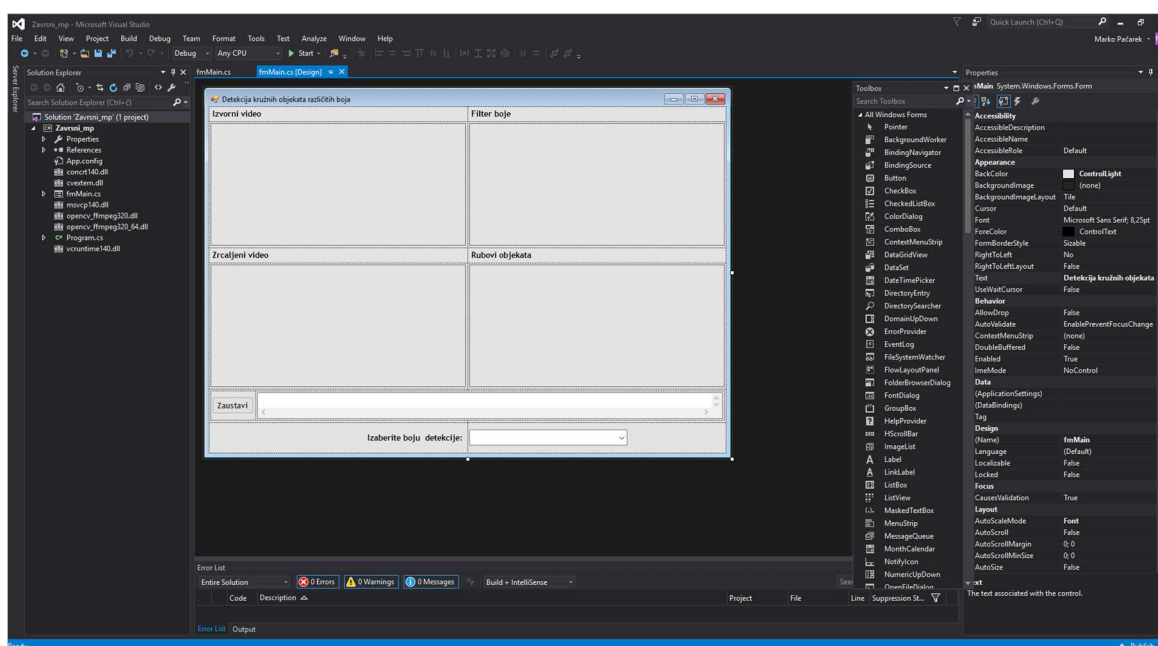 Zavrsni_mp - Microsoft Visual Studio
Quick Launch (Ctrl+Q)
File Edit View Project Build Debug Team Format Tools Test Analyze Window Help
Marko Pačarek
Debug Any CPU Start
Server Explorer
Solution Explorer
Search Solution Explorer (Ctrl+č)
Solution 'Zavrsni_mp' (1 project)
Zavrsni_mp
Properties
References
App.config
concrt140.dll
cvextern.dll
fmMain.cs
msvcp140.dll
opencv_ffmpeg320.dll
opencv_ffmpeg320_64.dll
Program.cs
vcruntime140.dll
fmMain.cs fmMain.cs [Design]
Detekcija kružnih objekata različitih boja
Izvorni video Filter boje
Zrcaljeni video Rubovi objekata
Zaustavi
Izaberite boju detekcije:
Toolbox
Search Toolbox
All Windows Forms
Pointer
BackgroundWorker
BindingNavigator
BindingSource
Button
CheckBox
CheckedListBox
ColorDialog
ComboBox
ContextMenuStrip
DataGridView
DataSet
DateTimePicker
DirectoryEntry
DirectorySearcher
DomainUpDown
ErrorProvider
EventLog
FileSystemWatcher
FlowLayoutPanel
FolderBrowserDialog
FontDialog
GroupBox
HelpProvider
HScrollBar
ImageList
Label
LinkLabel
ListBox
ListView
MaskedTextBox
MenuStrip
MessageQueue
MonthCalendar
NotifyIcon
NumericUpDown
OpenFileDialog
Properties
System.Windows.Forms.Form
Accessibility
AccessibleDescription
AccessibleName
AccessibleRole Default
Appearance
BackColor ControlLight
BackgroundImage (none)
BackgroundImageLayout Tile
Cursor Default
Font Microsoft Sans Serif; 8,25pt
ForeColor ControlText
FormBorderStyle Sizable
RightToLeft No
RightToLeftLayout False
Text Detekcija kružnih objekata
UseWaitCursor False
Behavior
AllowDrop False
AutoValidate EnablePreventFocusChange
ContextMenuStrip (none)
DoubleBuffered False
Enabled True
ImeMode NoControl
Data
(ApplicationSettings)
(DataBindings)
Tag
Design
(Name) fmMain
Language (Default)
Localizable False
Locked False
Focus
CausesValidation True
Layout
AutoScaleMode Font
AutoScroll False
AutoScrollMargin 0; 0
AutoScrollMinSize 0; 0
AutoSize False
The text associated with the control.
Error List
Entire Solution 0 Errors 0 Warnings 0 Messages Build + IntelliSense
Code Description Project File Line Suppression St...
Error List Output
Publish